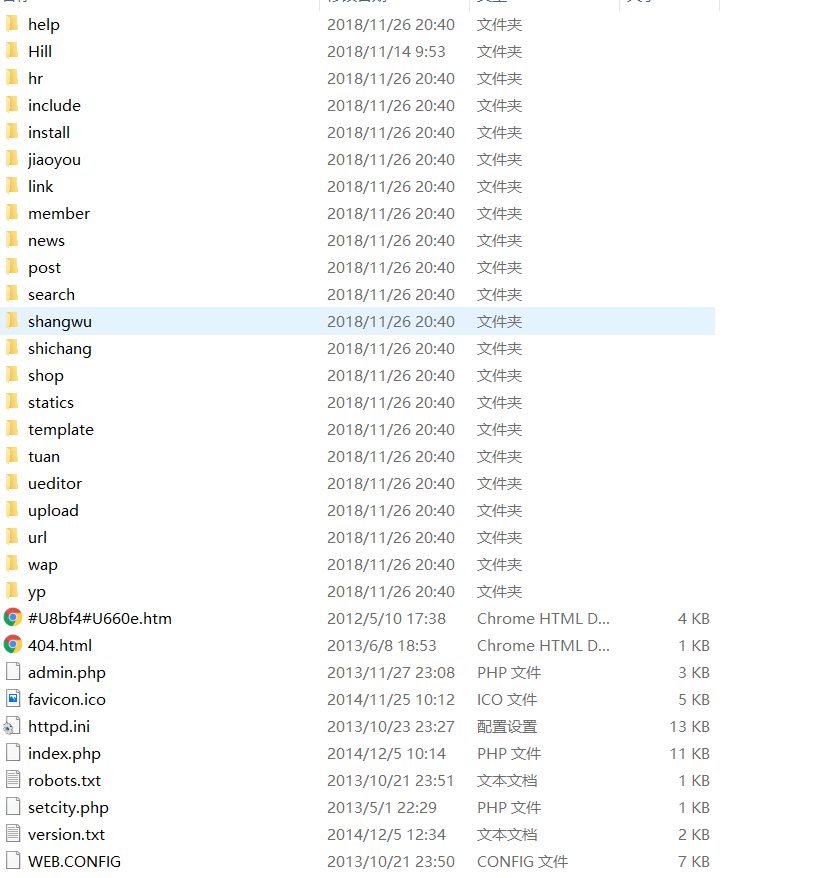 help 2018/11/26 20:40 文件夹
Hill 2018/11/14 9:53 文件夹
hr 2018/11/26 20:40 文件夹
include 2018/11/26 20:40 文件夹
install 2018/11/26 20:40 文件夹
jiaoyou 2018/11/26 20:40 文件夹
link 2018/11/26 20:40 文件夹
member 2018/11/26 20:40 文件夹
news 2018/11/26 20:40 文件夹
post 2018/11/26 20:40 文件夹
search 2018/11/26 20:40 文件夹
shangwu 2018/11/26 20:40 文件夹
shichang 2018/11/26 20:40 文件夹
shop 2018/11/26 20:40 文件夹
statics 2018/11/26 20:40 文件夹
template 2018/11/26 20:40 文件夹
tuan 2018/11/26 20:40 文件夹
ueditor 2018/11/26 20:40 文件夹
upload 2018/11/26 20:40 文件夹
url 2018/11/26 20:40 文件夹
wap 2018/11/26 20:40 文件夹
yp 2018/11/26 20:40 文件夹
#U8bf4#U660e.htm 2012/5/10 17:38 Chrome HTML D... 4 KB
404.html 2013/6/8 18:53 Chrome HTML D... 1 KB
admin.php 2013/11/27 23:08 PHP 文件 3 KB
favicon.ico 2014/11/25 10:12 ICO 文件 5 KB
httpd.ini 2013/10/23 23:27 配置设置 13 KB
index.php 2014/12/5 10:14 PHP 文件 11 KB
robots.txt 2013/10/21 23:51 文本文档 1 KB
setcity.php 2013/5/1 22:29 PHP 文件 1 KB
version.txt 2014/12/5 12:34 文本文档 2 KB
WEB.CONFIG 2013/10/21 23:50 CONFIG 文件 7 KB